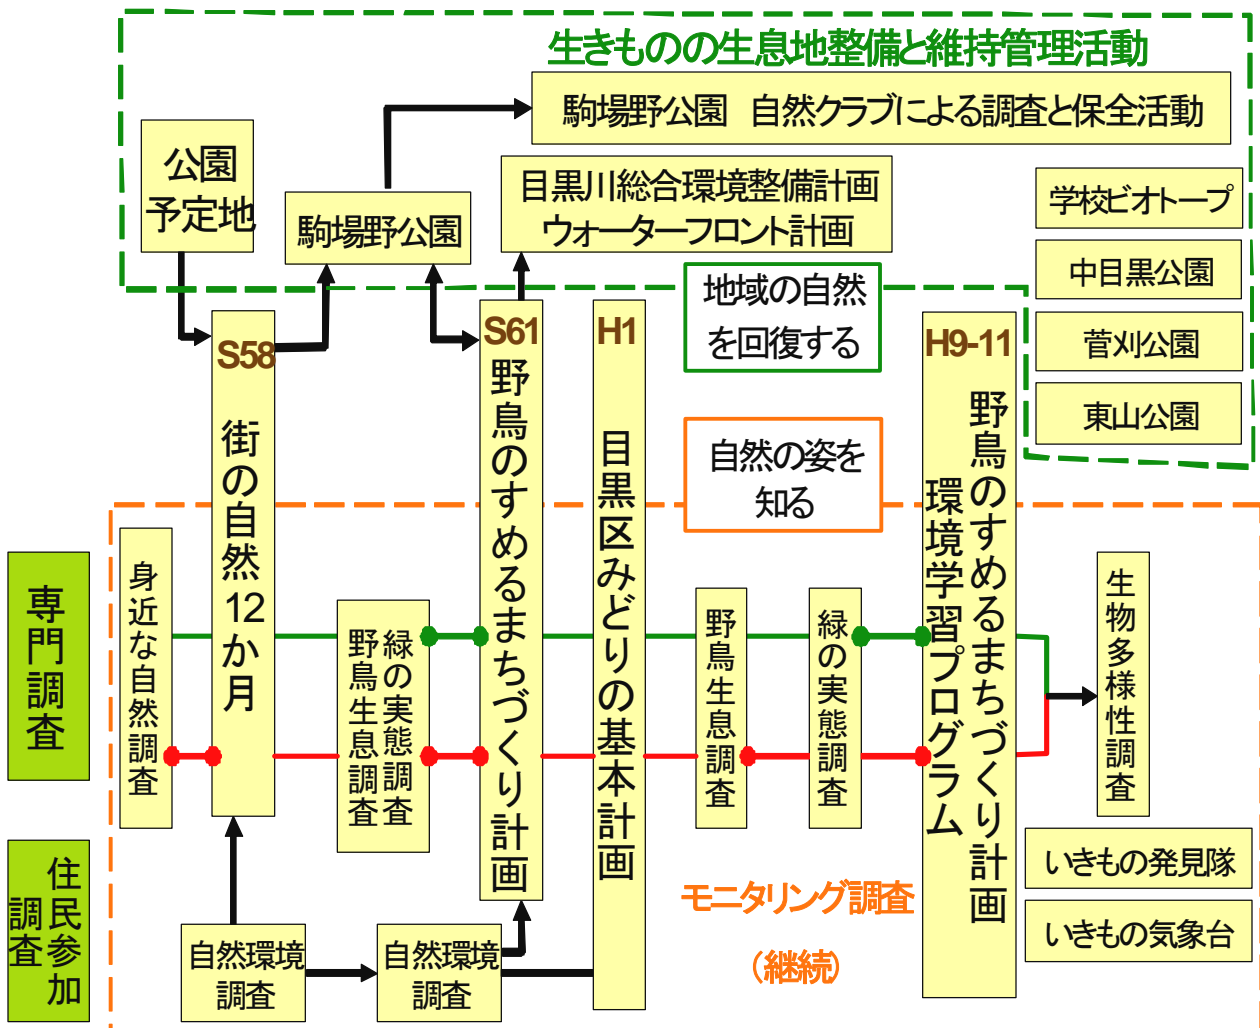 生きものの生息地整備と維持管理活動
駒場野公園 自然クラブによる調査と保全活動
公園
予定地
駒場野公園
目黒川総合環境整備計画
ウォーターフロント計画
学校ビオトープ
中目黒公園
菅刈公園
東山公園
地域の自然
を回復する
S58
街の自然12か月
S61
野鳥のすめるまちづくり計画
H1
目黒区みどりの基本計画
H9-11
野鳥のすめるまちづくり計画
環境学習プログラム
自然の姿を
知る
専門調査
身近な自然調査
緑の実態調査
野鳥生息調査
野鳥生息調査
緑の実態調査
生物多様性調査
住民参加
調査
自然環境
調査
自然環境
調査
モニタリング調査
(継続)
いきもの発見隊
いきもの気象台